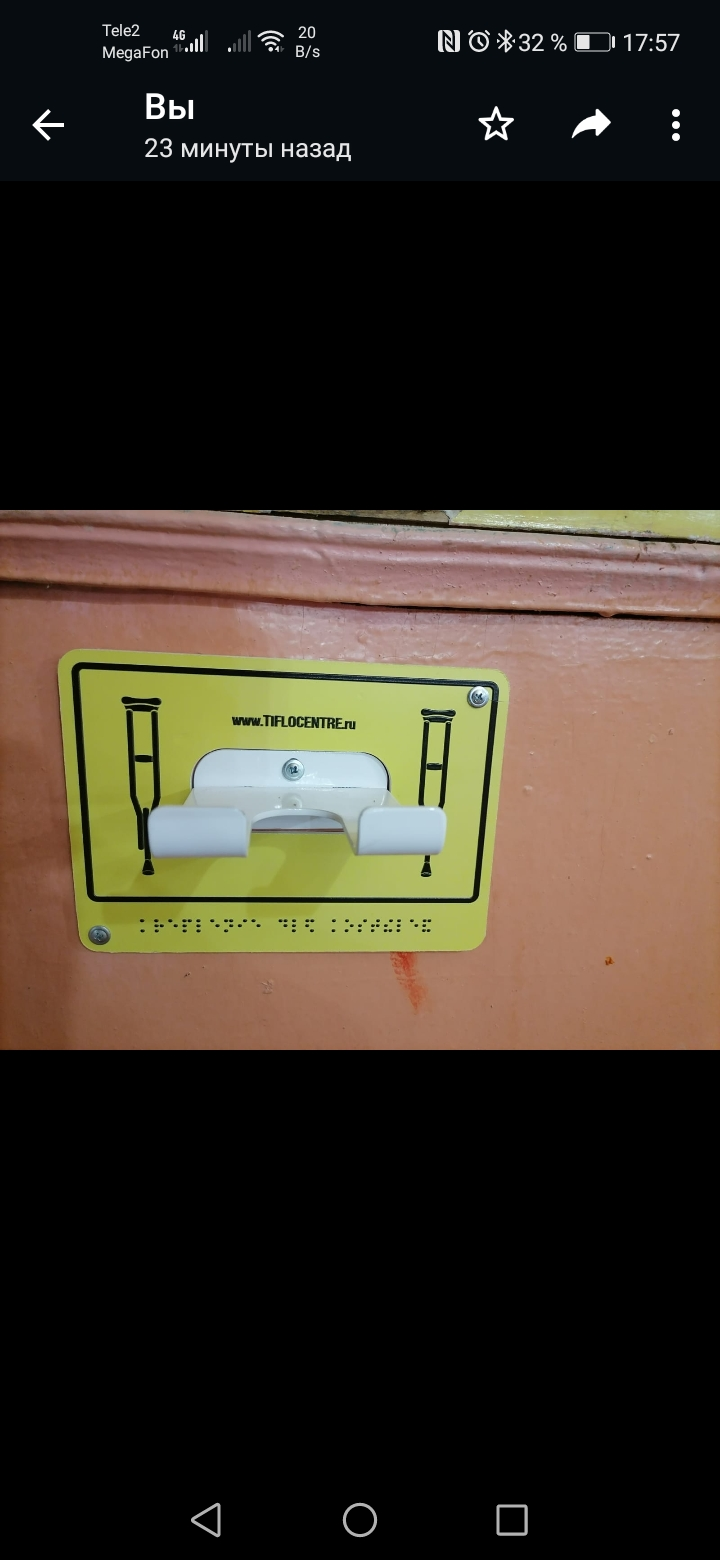 Tele2
MegaFon 4G 20 B/s 32 % 17:57
Вы
23 минуты назад
www.TIFLOCENTRE.ru
⠅⠗⠑⠏⠇⠑⠝⠊⠑ ⠙⠇⠫ ⠅⠕⠎⠞⠮⠇⠑⠯